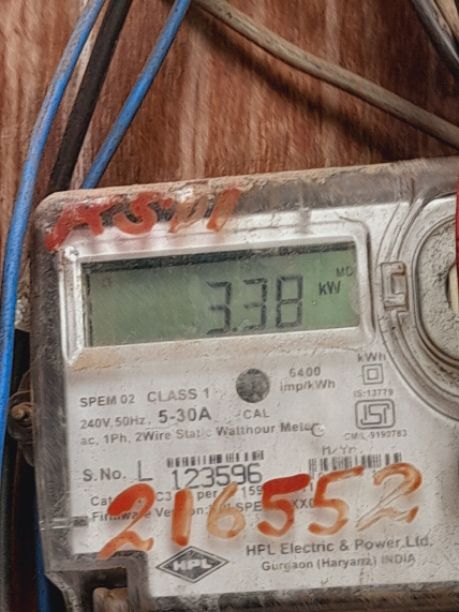 MD
3.38 kW
6400
imp/kWh
kWh
IS:13779
CM/L-9190783
SPEM 02 CLASS 1
240V, 50Hz, 5-30A CAL
ac, 1Ph, 2Wire Static Watthour Meter
M/Yr.
S.No. L 123596
216552
HPL
HPL Electric & Power Ltd.
Gurgaon (Haryana) INDIA